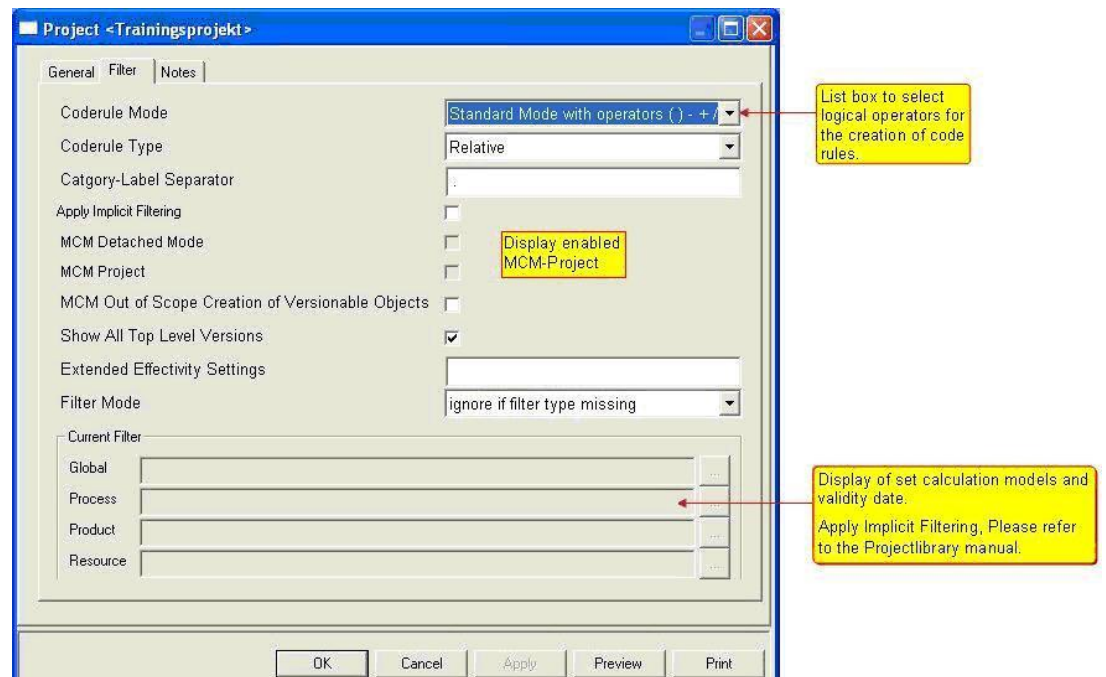 Project <Trainingsprojekt>
General Filter Notes
Coderule Mode
Standard Mode with operators ( ) - + /
Coderule Type
Relative
Catgory-Label Separator
.
Apply Implicit Filtering
MCM Detached Mode
MCM Project
MCM Out of Scope Creation of Versionable Objects
Show All Top Level Versions
Extended Effectivity Settings
Filter Mode
ignore if filter type missing
Current Filter
Global
...
Process
...
Product
...
Resource
...
OK Cancel Apply Preview Print
List box to select
logical operators for
the creation of code
rules.
Display enabled
MCM-Project
Display of set calculation models and
validity date.
Apply Implicit Filtering, Please refer
to the Projectlibrary manual.